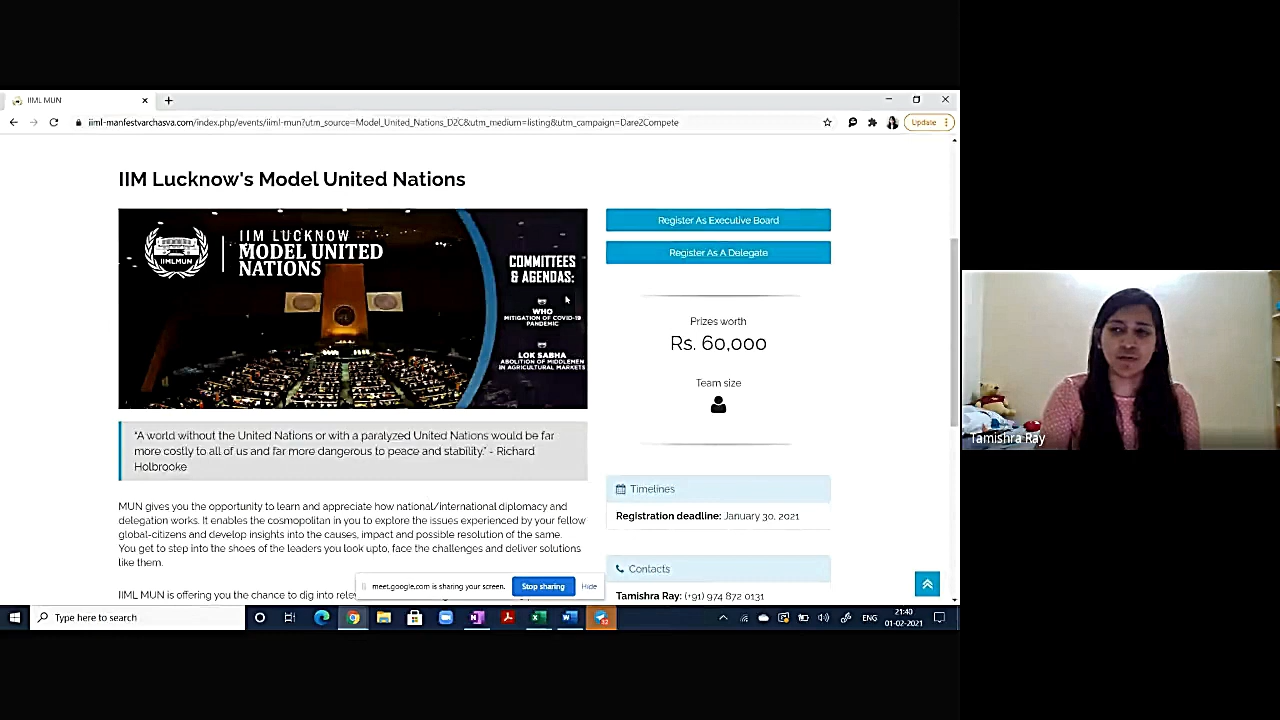 IIML MUN
iiml-manfestvarchasva.com/index.php/events/iiml-mun?utm_source=Model_United_Nations_D2C&utm_medium=listing&utm_campaign=Dare2Compete
Update
IIM Lucknow's Model United Nations
IIMLMUN
IIM LUCKNOW
MODEL UNITED
NATIONS
COMMITTEES
& AGENDAS:
WHO
MITIGATION OF COVID-19
PANDEMIC
LOK SABHA
ABOLITION OF MIDDLEMEN
IN AGRICULTURAL MARKETS
"A world without the United Nations or with a paralyzed United Nations would be far
more costly to all of us and far more dangerous to peace and stability." - Richard
Holbrooke
MUN gives you the opportunity to learn and appreciate how national/international diplomacy and
delegation works. It enables the cosmopolitan in you to explore the issues experienced by your fellow
global-citizens and develop insights into the causes, impact and possible resolution of the same.
You get to step into the shoes of the leaders you look upto, face the challenges and deliver solutions
like them.
IIML MUN is offering you the chance to dig into
Register As Executive Board
Register As A Delegate
Prizes worth
Rs. 60,000
Team size
Timelines
Registration deadline: January 30, 2021
Contacts
Tamishra Ray: (+91) 974 872 0131
meet.google.com is sharing your screen.
Stop sharing
Hide
Type here to search
ENG
21:40
01-02-2021
Tamishra Ray